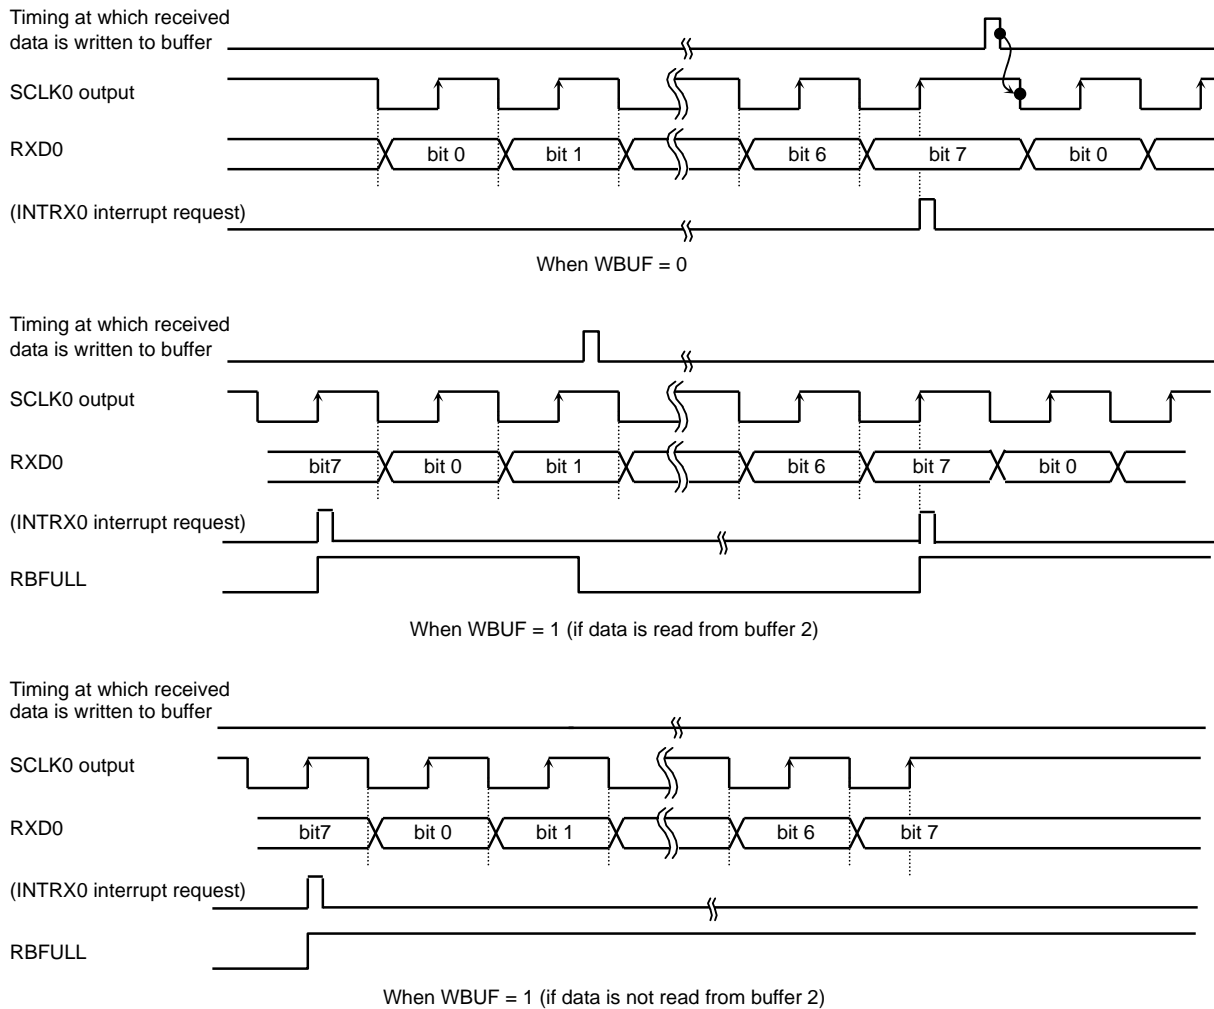 Timing at which received
data is written to buffer
SCLK0 output
RXD0 bit 0 bit 1 bit 6 bit 7 bit 0
(INTRX0 interrupt request)
When WBUF = 0
Timing at which received
data is written to buffer
SCLK0 output
RXD0 bit7 bit 0 bit 1 bit 6 bit 7 bit 0
(INTRX0 interrupt request)
RBFULL
When WBUF = 1 (if data is read from buffer 2)
Timing at which received
data is written to buffer
SCLK0 output
RXD0 bit7 bit 0 bit 1 bit 6 bit 7
(INTRX0 interrupt request)
RBFULL
When WBUF = 1 (if data is not read from buffer 2)